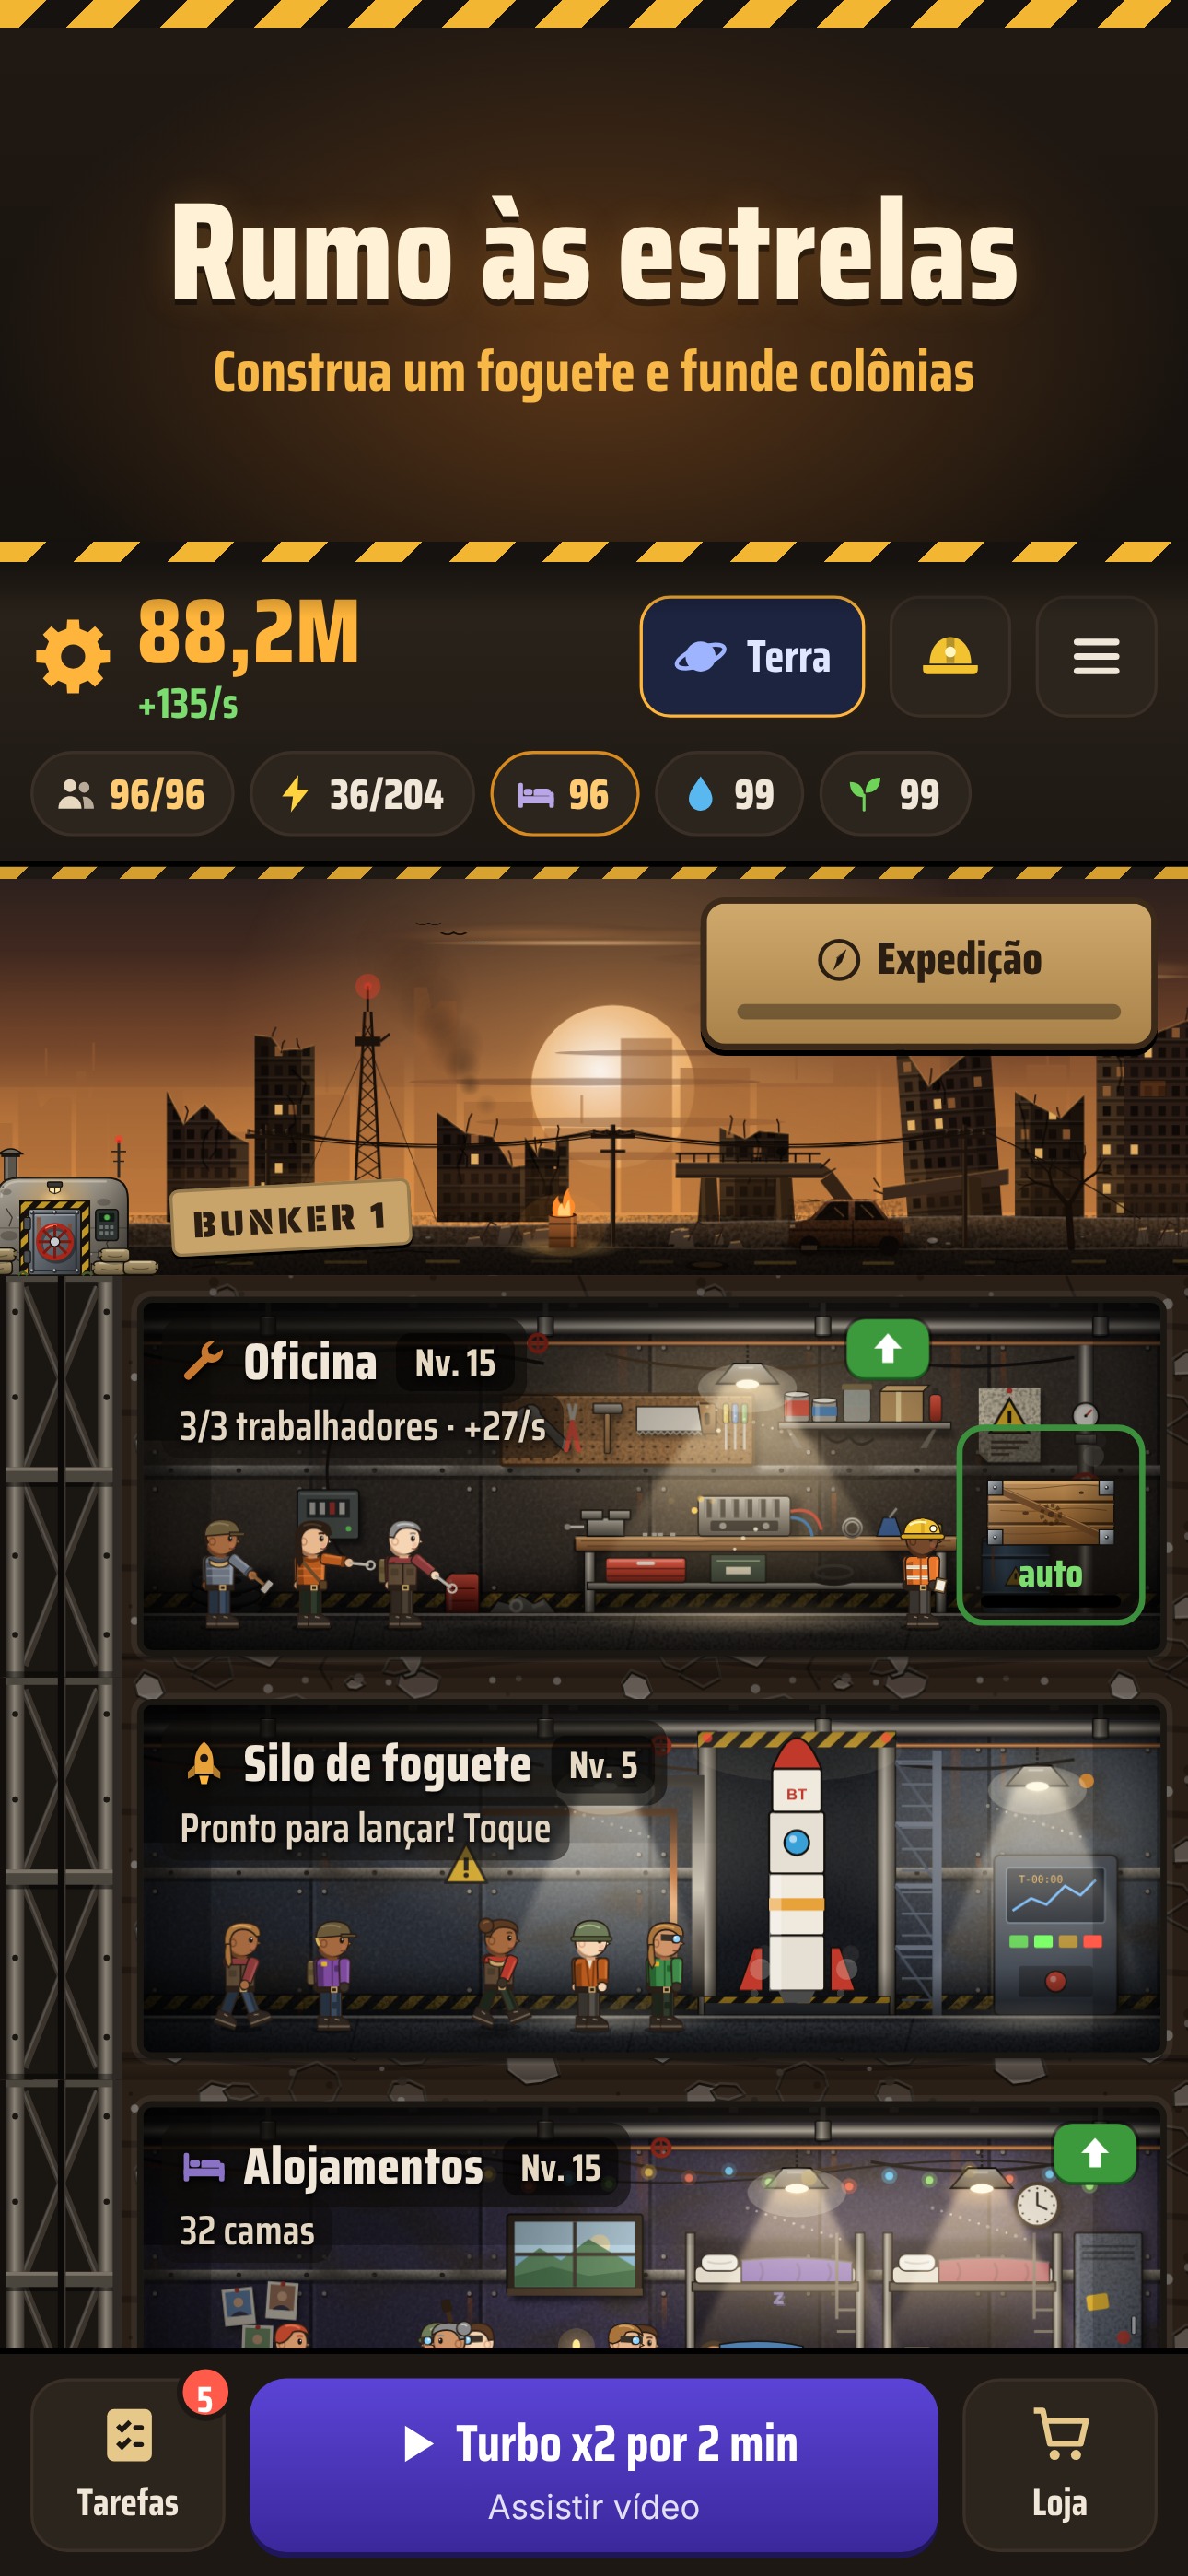 Rumo às estrelas
Construa um foguete e funde colônias
88,2M
+135/s
Terra
96/96
36/204
96
99
99
Expedição
BUNKER 1
Oficina Nv. 15
3/3 trabalhadores · +27/s
auto
Silo de foguete Nv. 5
Pronto para lançar! Toque
BT
T-00:00
Alojamentos Nv. 15
32 camas
z
5
Tarefas
Turbo x2 por 2 min
Assistir vídeo
Loja